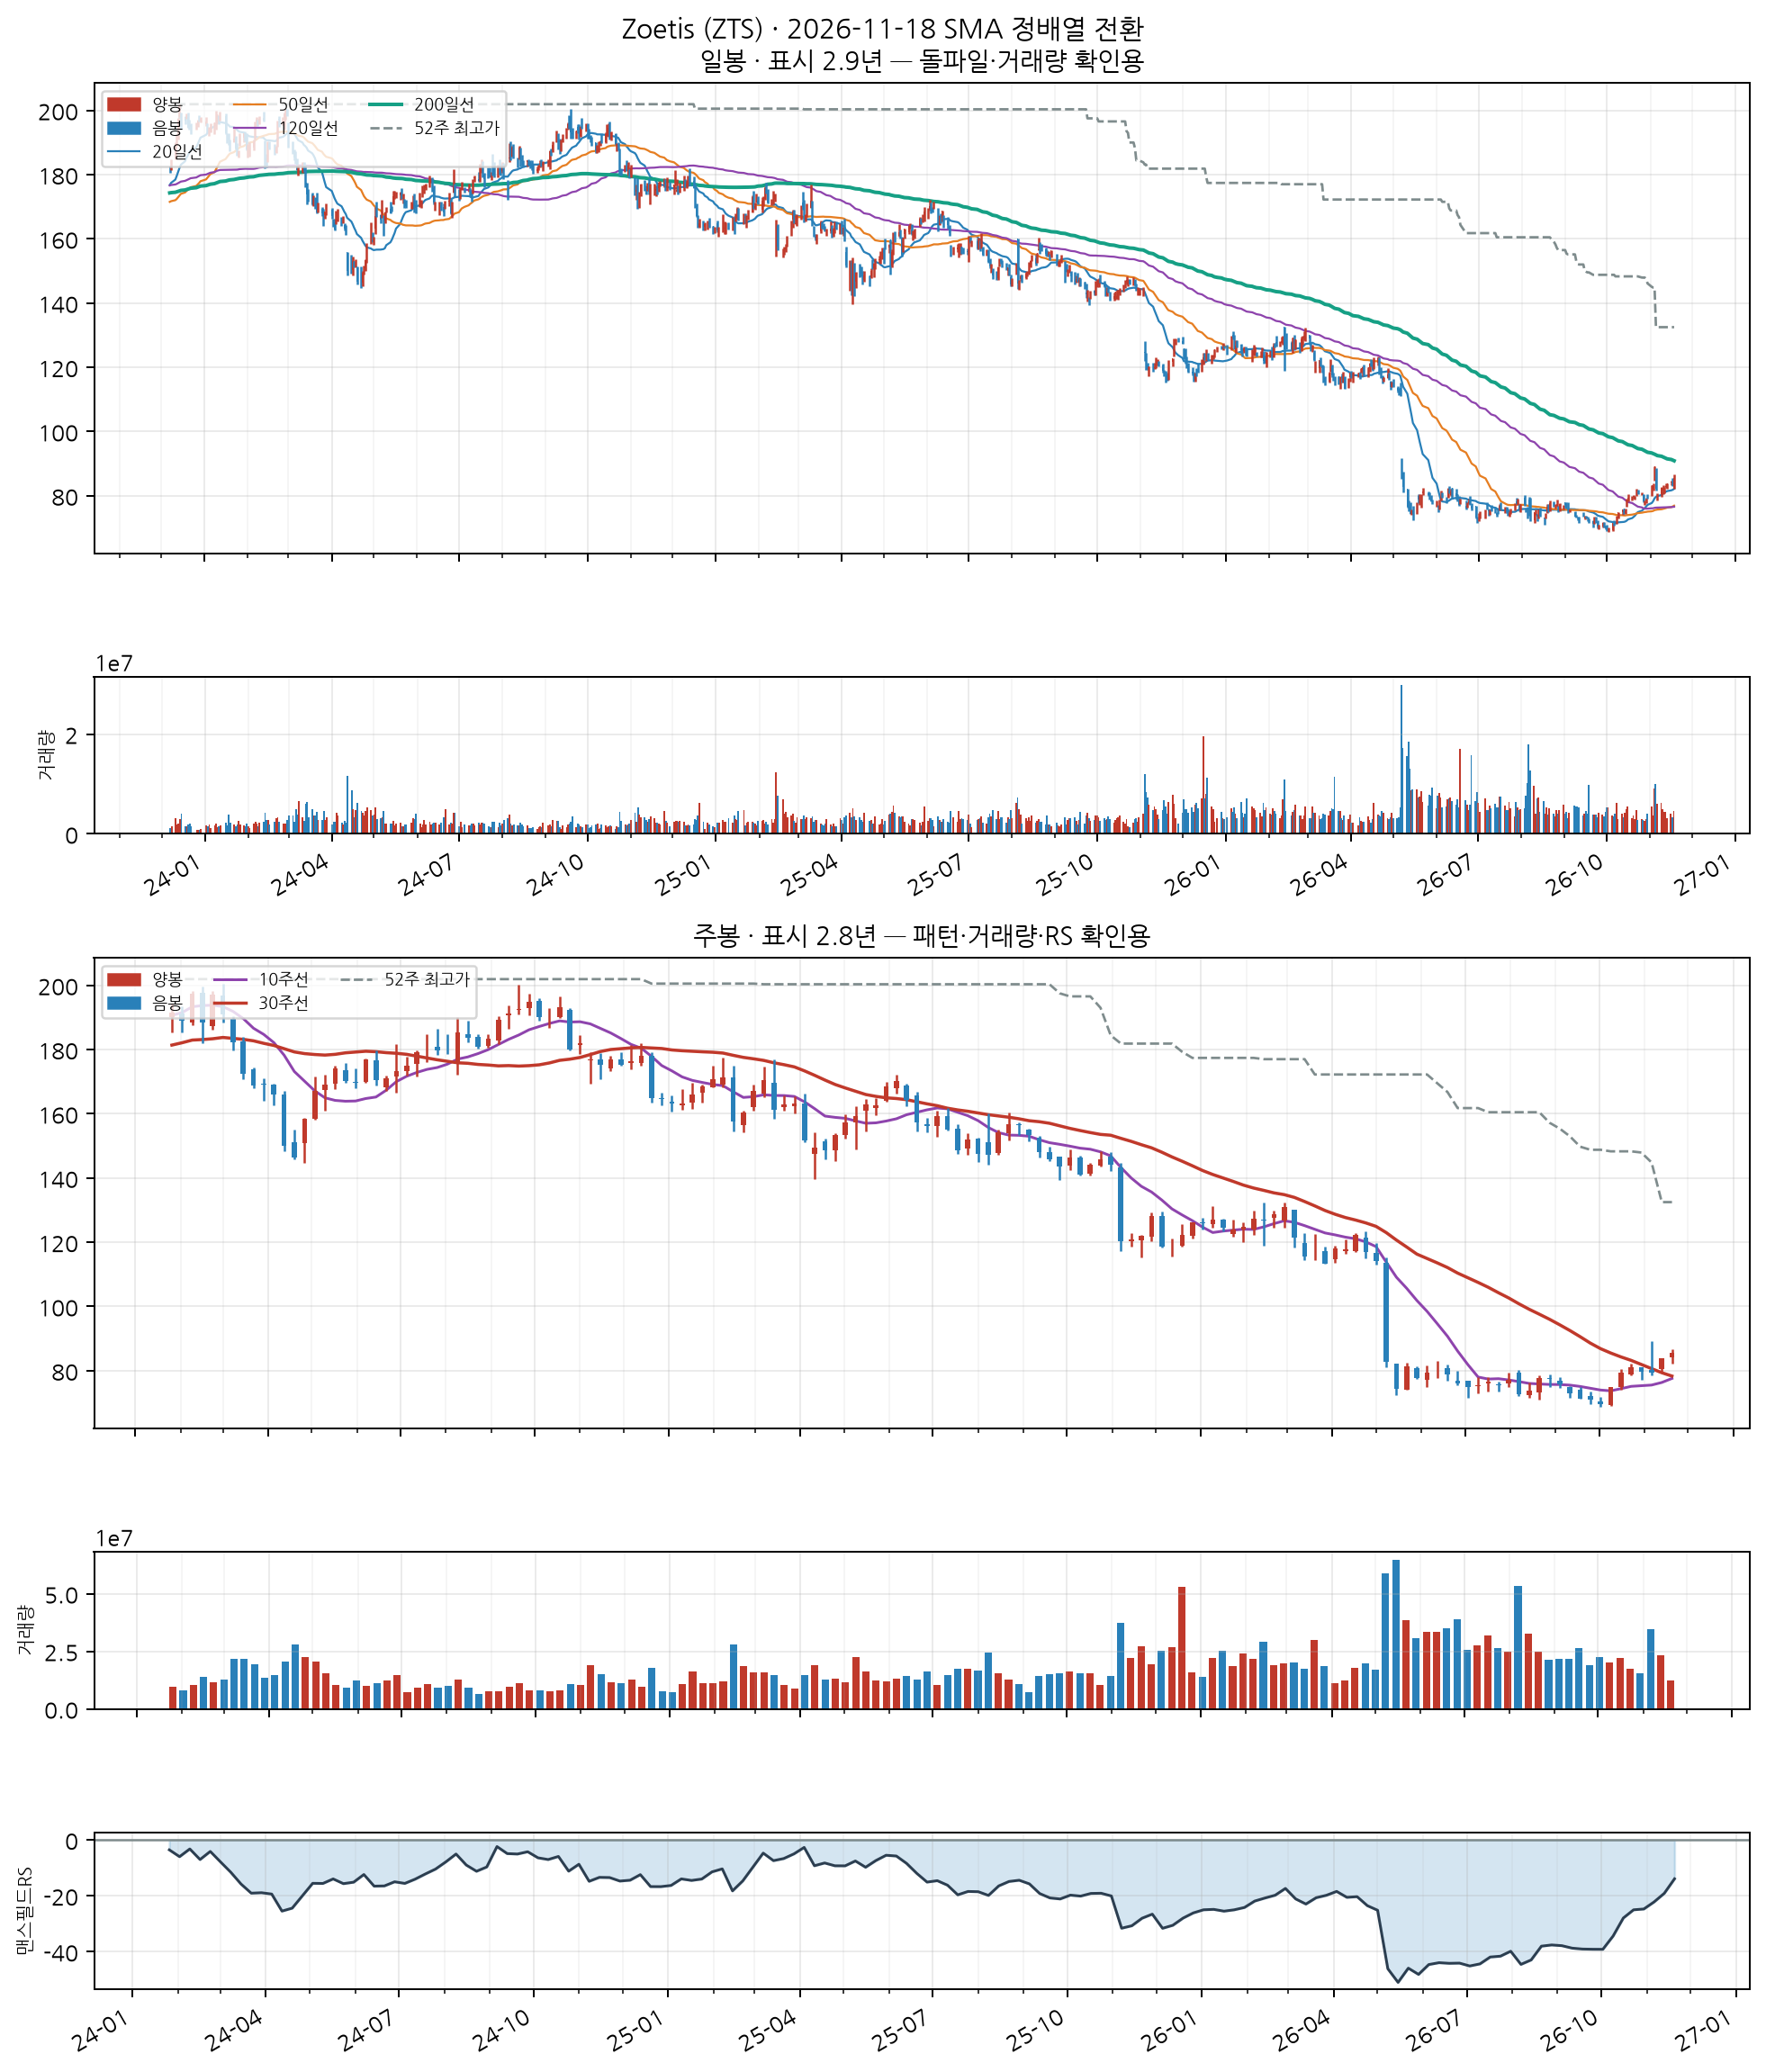 Zoetis (ZTS) · 2026-11-18 SMA 정배열 전환
일봉 · 표시 2.9년 — 돌파일·거래량 확인용
양봉 50일선 200일선
음봉 120일선 52주 최고가
20일선
200
180
160
140
120
100
80
1e7
거래량
2
0
24-01 24-04 24-07 24-10 25-01 25-04 25-07 25-10 26-01 26-04 26-07 26-10 27-01
주봉 · 표시 2.8년 — 패턴·거래량·RS 확인용
양봉 10주선 52주 최고가
음봉 30주선
200
180
160
140
120
100
80
1e7
거래량
5.0
2.5
0.0
맨스필드RS
0
-20
-40
24-01 24-04 24-07 24-10 25-01 25-04 25-07 25-10 26-01 26-04 26-07 26-10 27-01